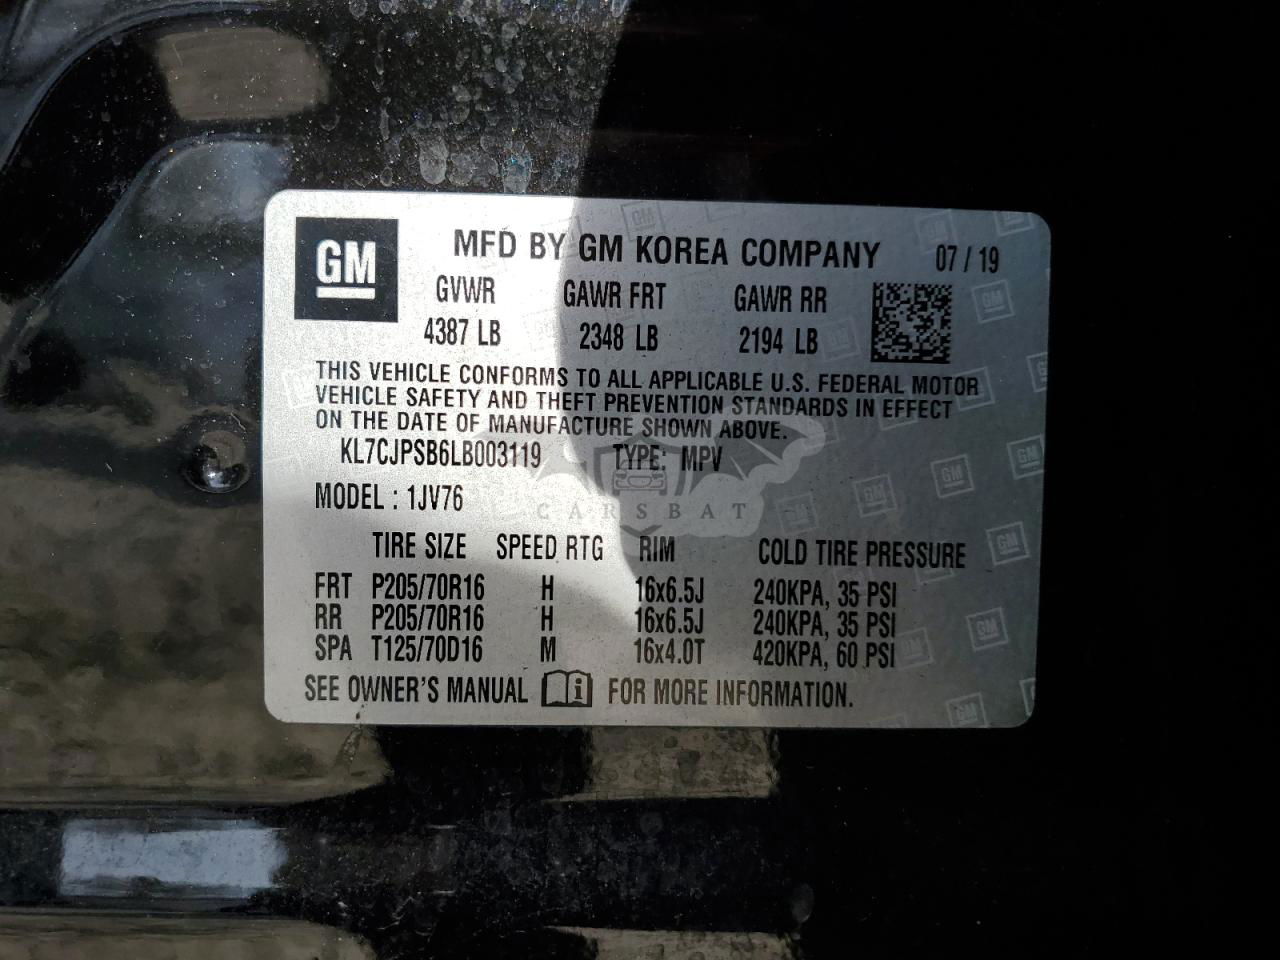 GM MFD BY GM KOREA COMPANY 07 / 19
GVWR GAWR FRT GAWR RR
4387 LB 2348 LB 2194 LB
THIS VEHICLE CONFORMS TO ALL APPLICABLE U.S. FEDERAL MOTOR
VEHICLE SAFETY AND THEFT PREVENTION STANDARDS IN EFFECT
ON THE DATE OF MANUFACTURE SHOWN ABOVE.
KL7CJPSB6LB003119 TYPE: MPV
MODEL : 1JV76
CARSBAT
TIRE SIZE SPEED RTG RIM COLD TIRE PRESSURE
FRT P205/70R16 H 16x6.5J 240KPA, 35 PSI
RR P205/70R16 H 16x6.5J 240KPA, 35 PSI
SPA T125/70D16 M 16x4.0T 420KPA, 60 PSI
SEE OWNER'S MANUAL i FOR MORE INFORMATION.